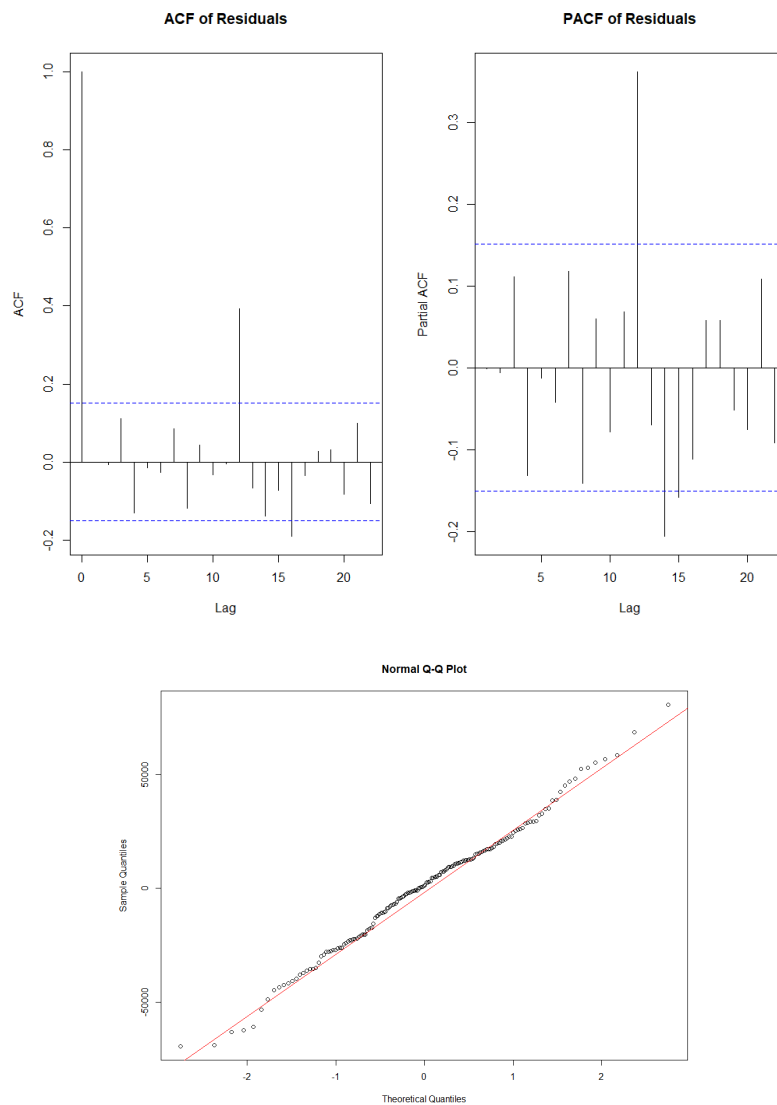 ACF of Residuals
ACF
1.0
0.8
0.6
0.4
0.2
0.0
-0.2
0 5 10 15 20
Lag
PACF of Residuals
Partial ACF
0.3
0.2
0.1
0.0
-0.1
-0.2
5 10 15 20
Lag
Normal Q-Q Plot
Sample Quantiles
50000
0
-50000
-2 -1 0 1 2
Theoretical Quantiles